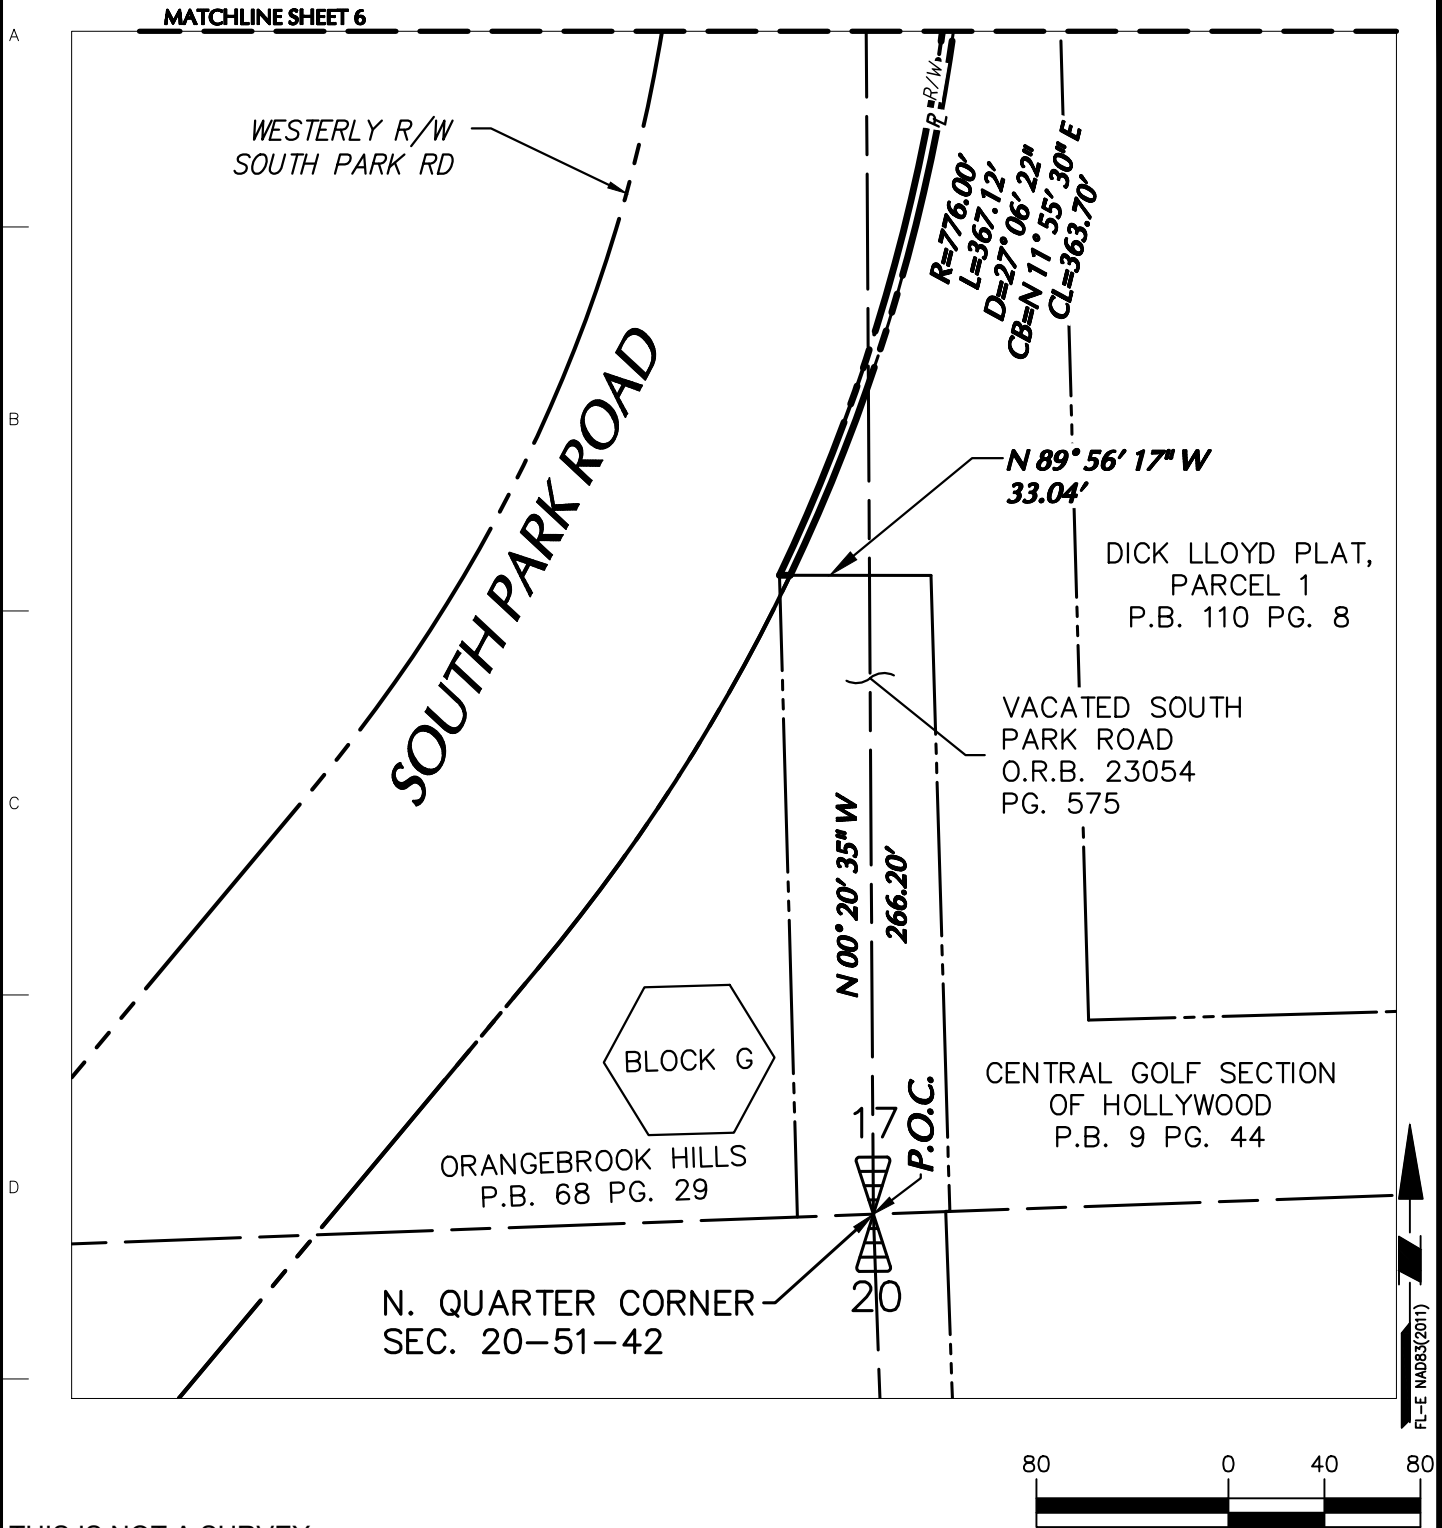 MATCHLINE SHEET 6
A
WESTERLY R/W
SOUTH PARK RD
R/W
R=776.00'
L=367.12'
D=27° 06' 22"
CB=N 11° 55' 30" E
CL=363.70'
SOUTH PARK ROAD
B
N 89° 56' 17" W
33.04'
DICK LLOYD PLAT,
PARCEL 1
P.B. 110 PG. 8
VACATED SOUTH
PARK ROAD
O.R.B. 23054
PG. 575
C
N 00° 20' 35" W
266.20'
BLOCK G
CENTRAL GOLF SECTION
OF HOLLYWOOD
P.B. 9 PG. 44
17
P.O.C.
ORANGEBROOK HILLS
P.B. 68 PG. 29
D
20
N. QUARTER CORNER
SEC. 20-51-42
FL-E NAD83(2011)
80 0 40 80
THIS IS NOT A SURVEY